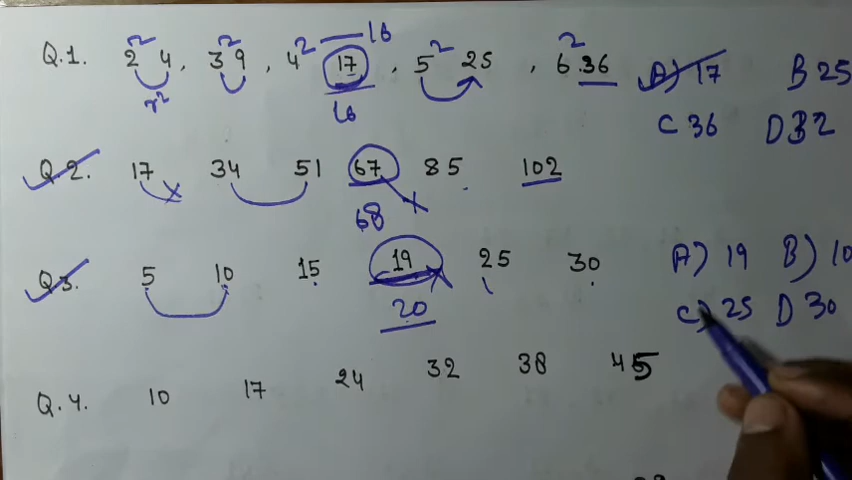 Q.1. 2² 4, 3² 9, 4² 17 16, 5² 25, 6² 36 A) 17 B 25
x² 16 C 36 D 32
Q.2. 17 34 51 67 85 102
68
Q.3. 5 10 15 19 25 30 A) 19 B) 10
20 C) 25 D 30
Q.4. 10 17 24 32 38 45